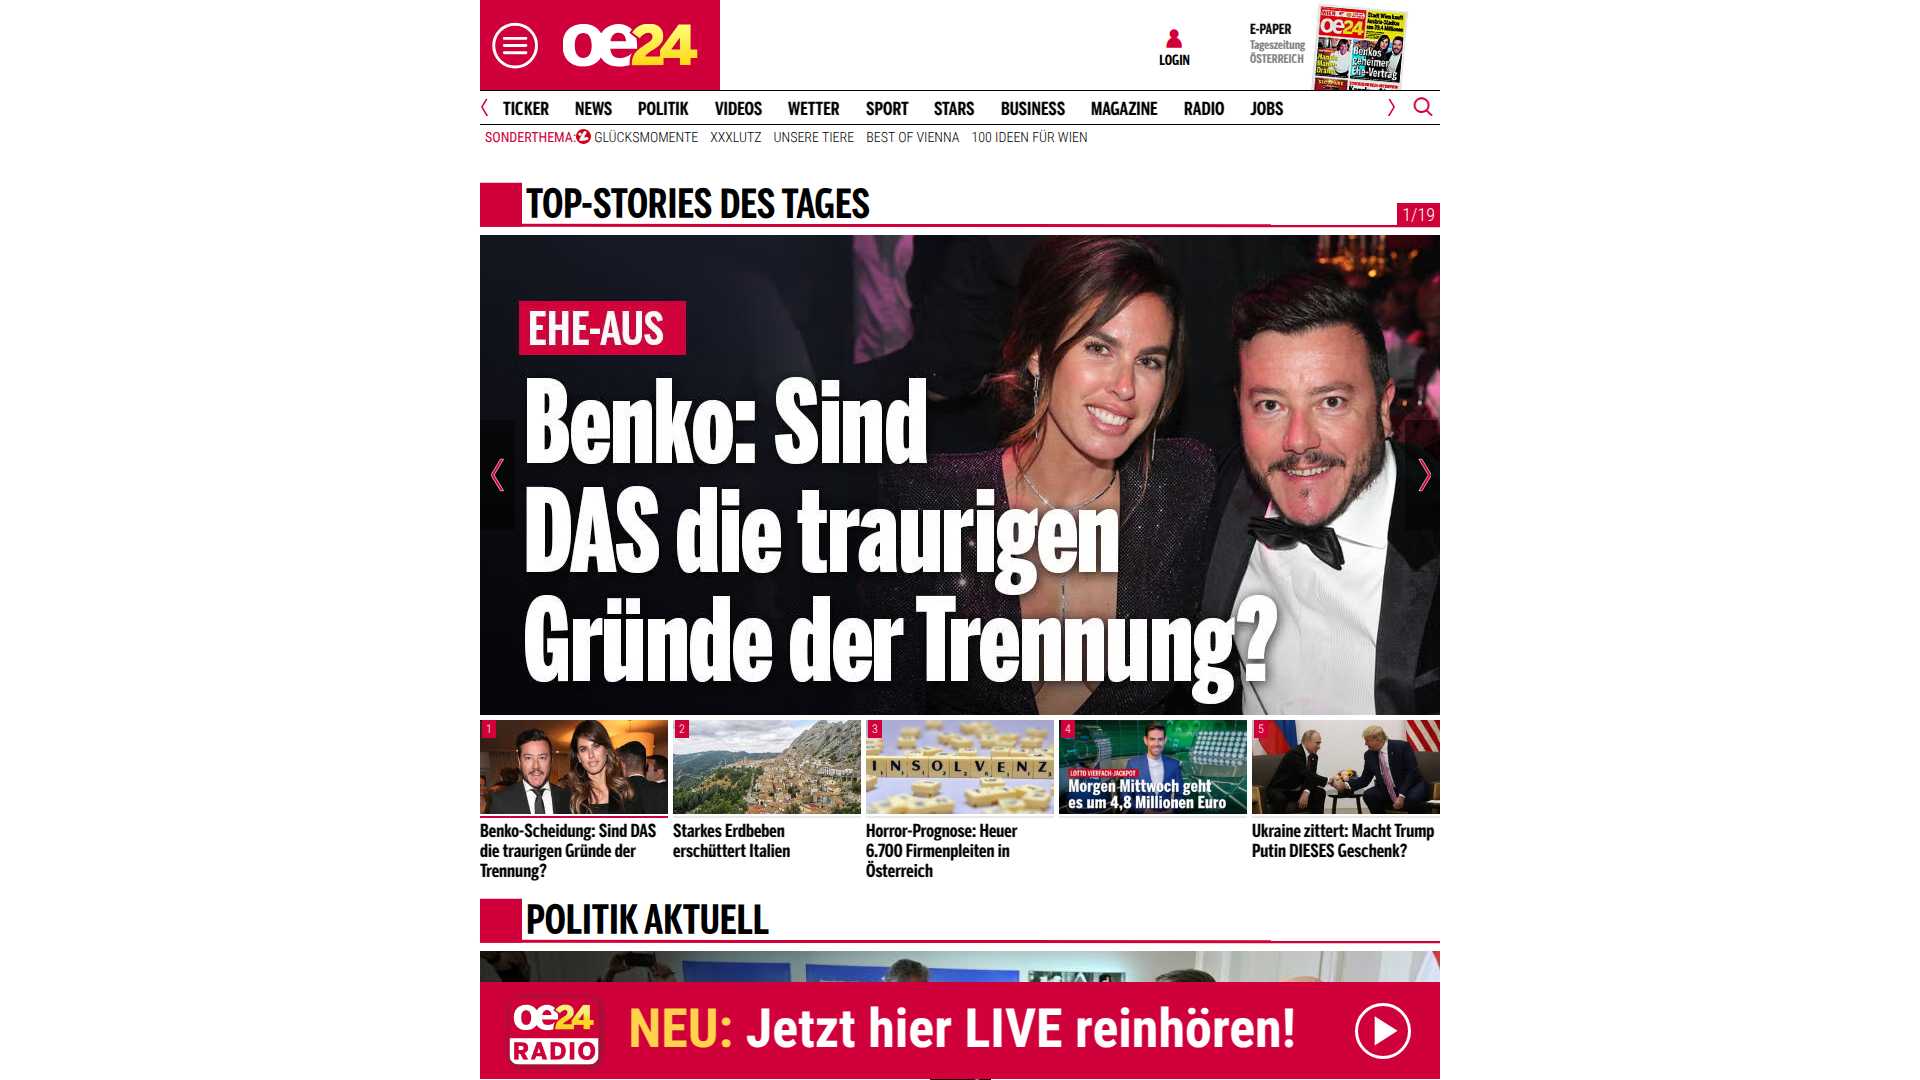 oe24
LOGIN
E-PAPER
Tageszeitung
ÖSTERREICH
oe24
Benkos
geheimer
Ehe-Vertrag
TICKER NEWS POLITIK VIDEOS WETTER SPORT STARS BUSINESS MAGAZINE RADIO JOBS
SONDERTHEMA: GLÜCKSMOMENTE XXXLUTZ UNSERE TIERE BEST OF VIENNA 100 IDEEN FÜR WIEN
TOP-STORIES DES TAGES
1/19
EHE-AUS
Benko: Sind
DAS die traurigen
Gründe der Trennung?
1 2 3 4 5
INSOLVENZ
LOTTO VIERFACH-JACKPOT
Morgen Mittwoch geht
es um 4,8 Millionen Euro
Benko-Scheidung: Sind DAS
die traurigen Gründe der
Trennung?
Starkes Erdbeben
erschüttert Italien
Horror-Prognose: Heuer
6.700 Firmenpleiten in
Österreich
Ukraine zittert: Macht Trump
Putin DIESES Geschenk?
POLITIK AKTUELL
oe24
RADIO
NEU: Jetzt hier LIVE reinhören!